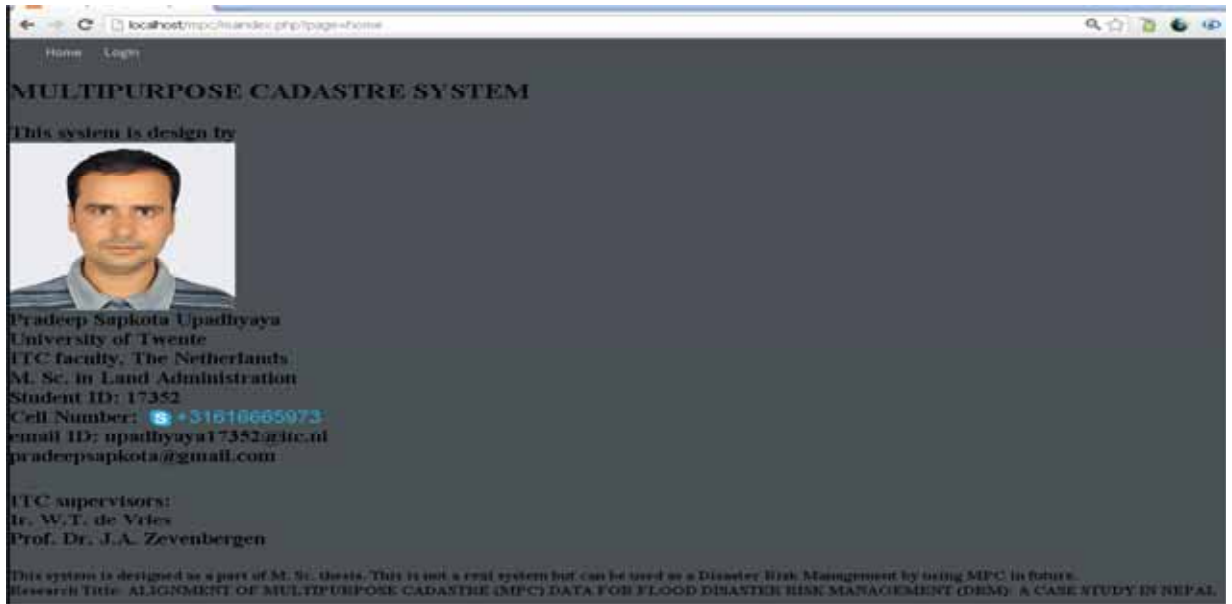 localhost/mpc/mandex.php?page=home
Home Login
MULTIPURPOSE CADASTRE SYSTEM
This system is design by
Pradeep Sapkota Upadhyaya
University of Twente
ITC faculty, The Netherlands
M. Sc. in Land Administration
Student ID: 17352
Cell Number: +31616665973
email ID: upadhyaya17352@itc.nl
pradeepsapkota@gmail.com
ITC supervisors:
Ir. W.T. de Vries
Prof. Dr. J.A. Zevenbergen
This system is designed as a part of M. Sc. thesis. This is not a real system but can be used as a Disaster Risk Management by using MPC in future.
Research Title: ALIGNMENT OF MULTIPURPOSE CADASTRE (MPC) DATA FOR FLOOD DISASTER RISK MANAGEMENT (DRM): A CASE STUDY IN NEPAL